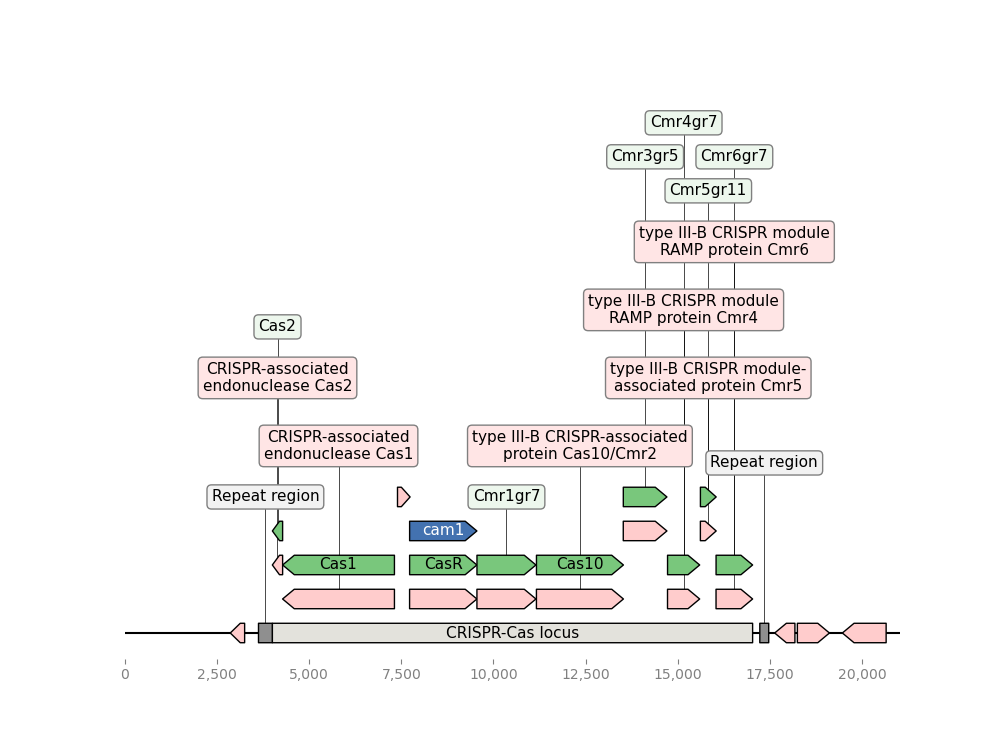 Cmr4gr7
Cmr3gr5
Cmr6gr7
Cmr5gr11
type III-B CRISPR module
RAMP protein Cmr6
type III-B CRISPR module
RAMP protein Cmr4
Cas2
CRISPR-associated
endonuclease Cas2
type III-B CRISPR module-
associated protein Cmr5
CRISPR-associated
endonuclease Cas1
type III-B CRISPR-associated
protein Cas10/Cmr2
Repeat region
Repeat region
Cmr1gr7
cam1
Cas1
CasR
Cas10
CRISPR-Cas locus
0
2,500
5,000
7,500
10,000
12,500
15,000
17,500
20,000